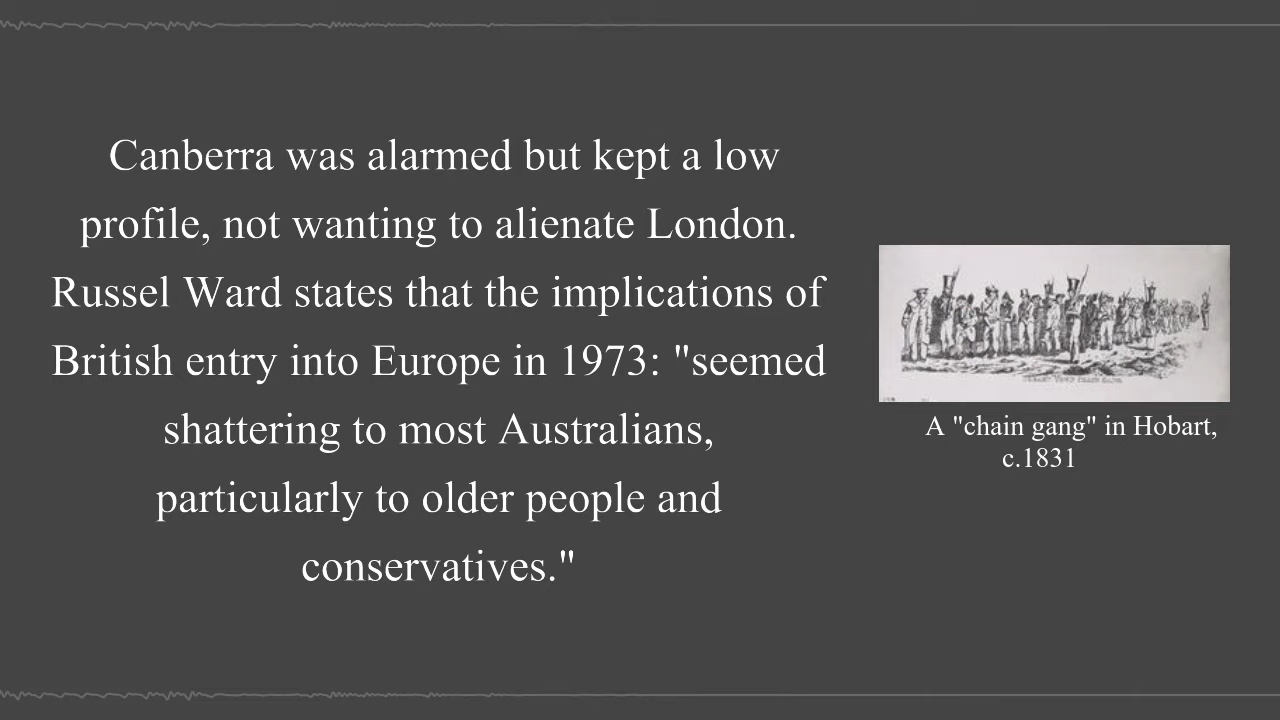 Canberra was alarmed but kept a low
profile, not wanting to alienate London.
Russel Ward states that the implications of
British entry into Europe in 1973: "seemed
shattering to most Australians,
particularly to older people and
conservatives."
A "chain gang" in Hobart,
c.1831